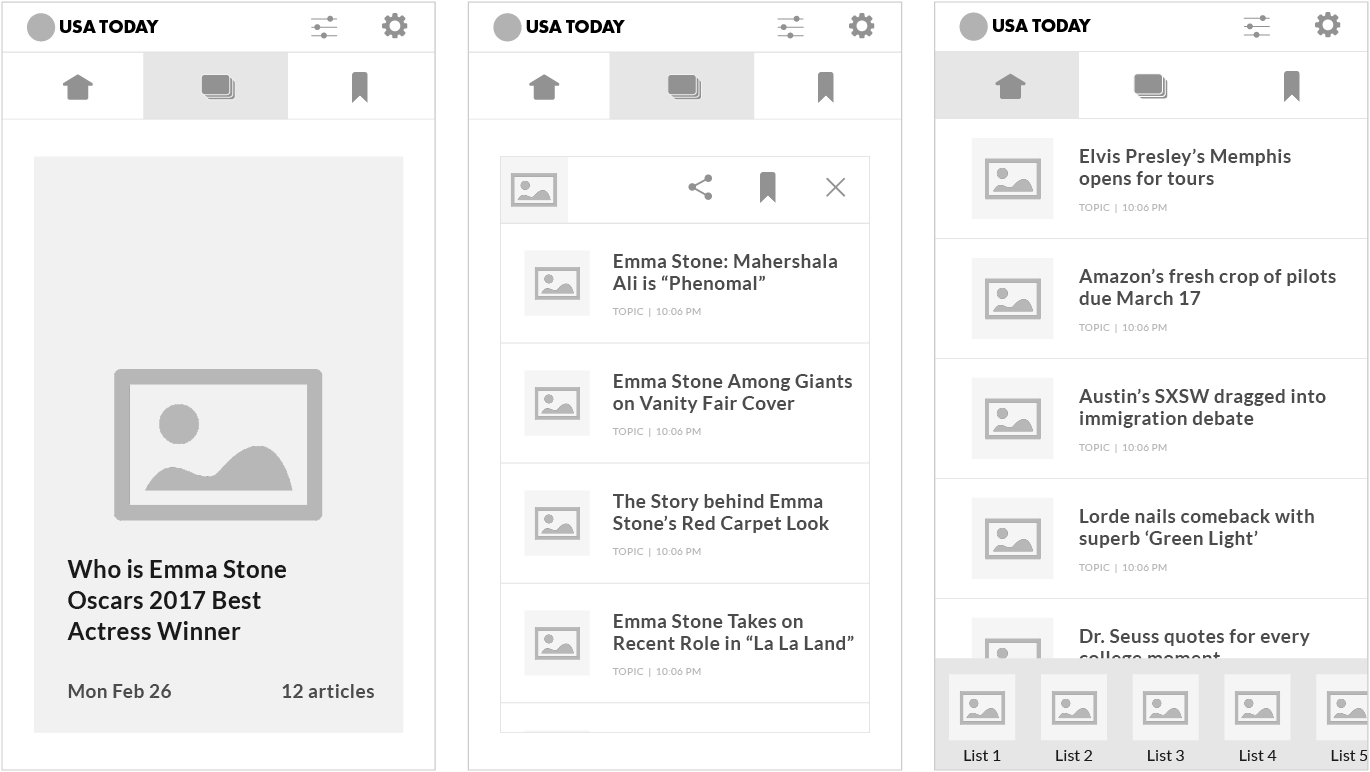 USA TODAY
Who is Emma Stone
Oscars 2017 Best
Actress Winner
Mon Feb 26
12 articles
USA TODAY
Emma Stone: Mahershala
Ali is “Phenomal”
TOPIC | 10:06 PM
Emma Stone Among Giants
on Vanity Fair Cover
TOPIC | 10:06 PM
The Story behind Emma
Stone’s Red Carpet Look
TOPIC | 10:06 PM
Emma Stone Takes on
Recent Role in “La La Land”
TOPIC | 10:06 PM
USA TODAY
Elvis Presley’s Memphis
opens for tours
TOPIC | 10:06 PM
Amazon’s fresh crop of pilots
due March 17
TOPIC | 10:06 PM
Austin’s SXSW dragged into
immigration debate
TOPIC | 10:06 PM
Lorde nails comeback with
superb ‘Green Light’
TOPIC | 10:06 PM
Dr. Seuss quotes for every
college moment
List 1
List 2
List 3
List 4
List 5